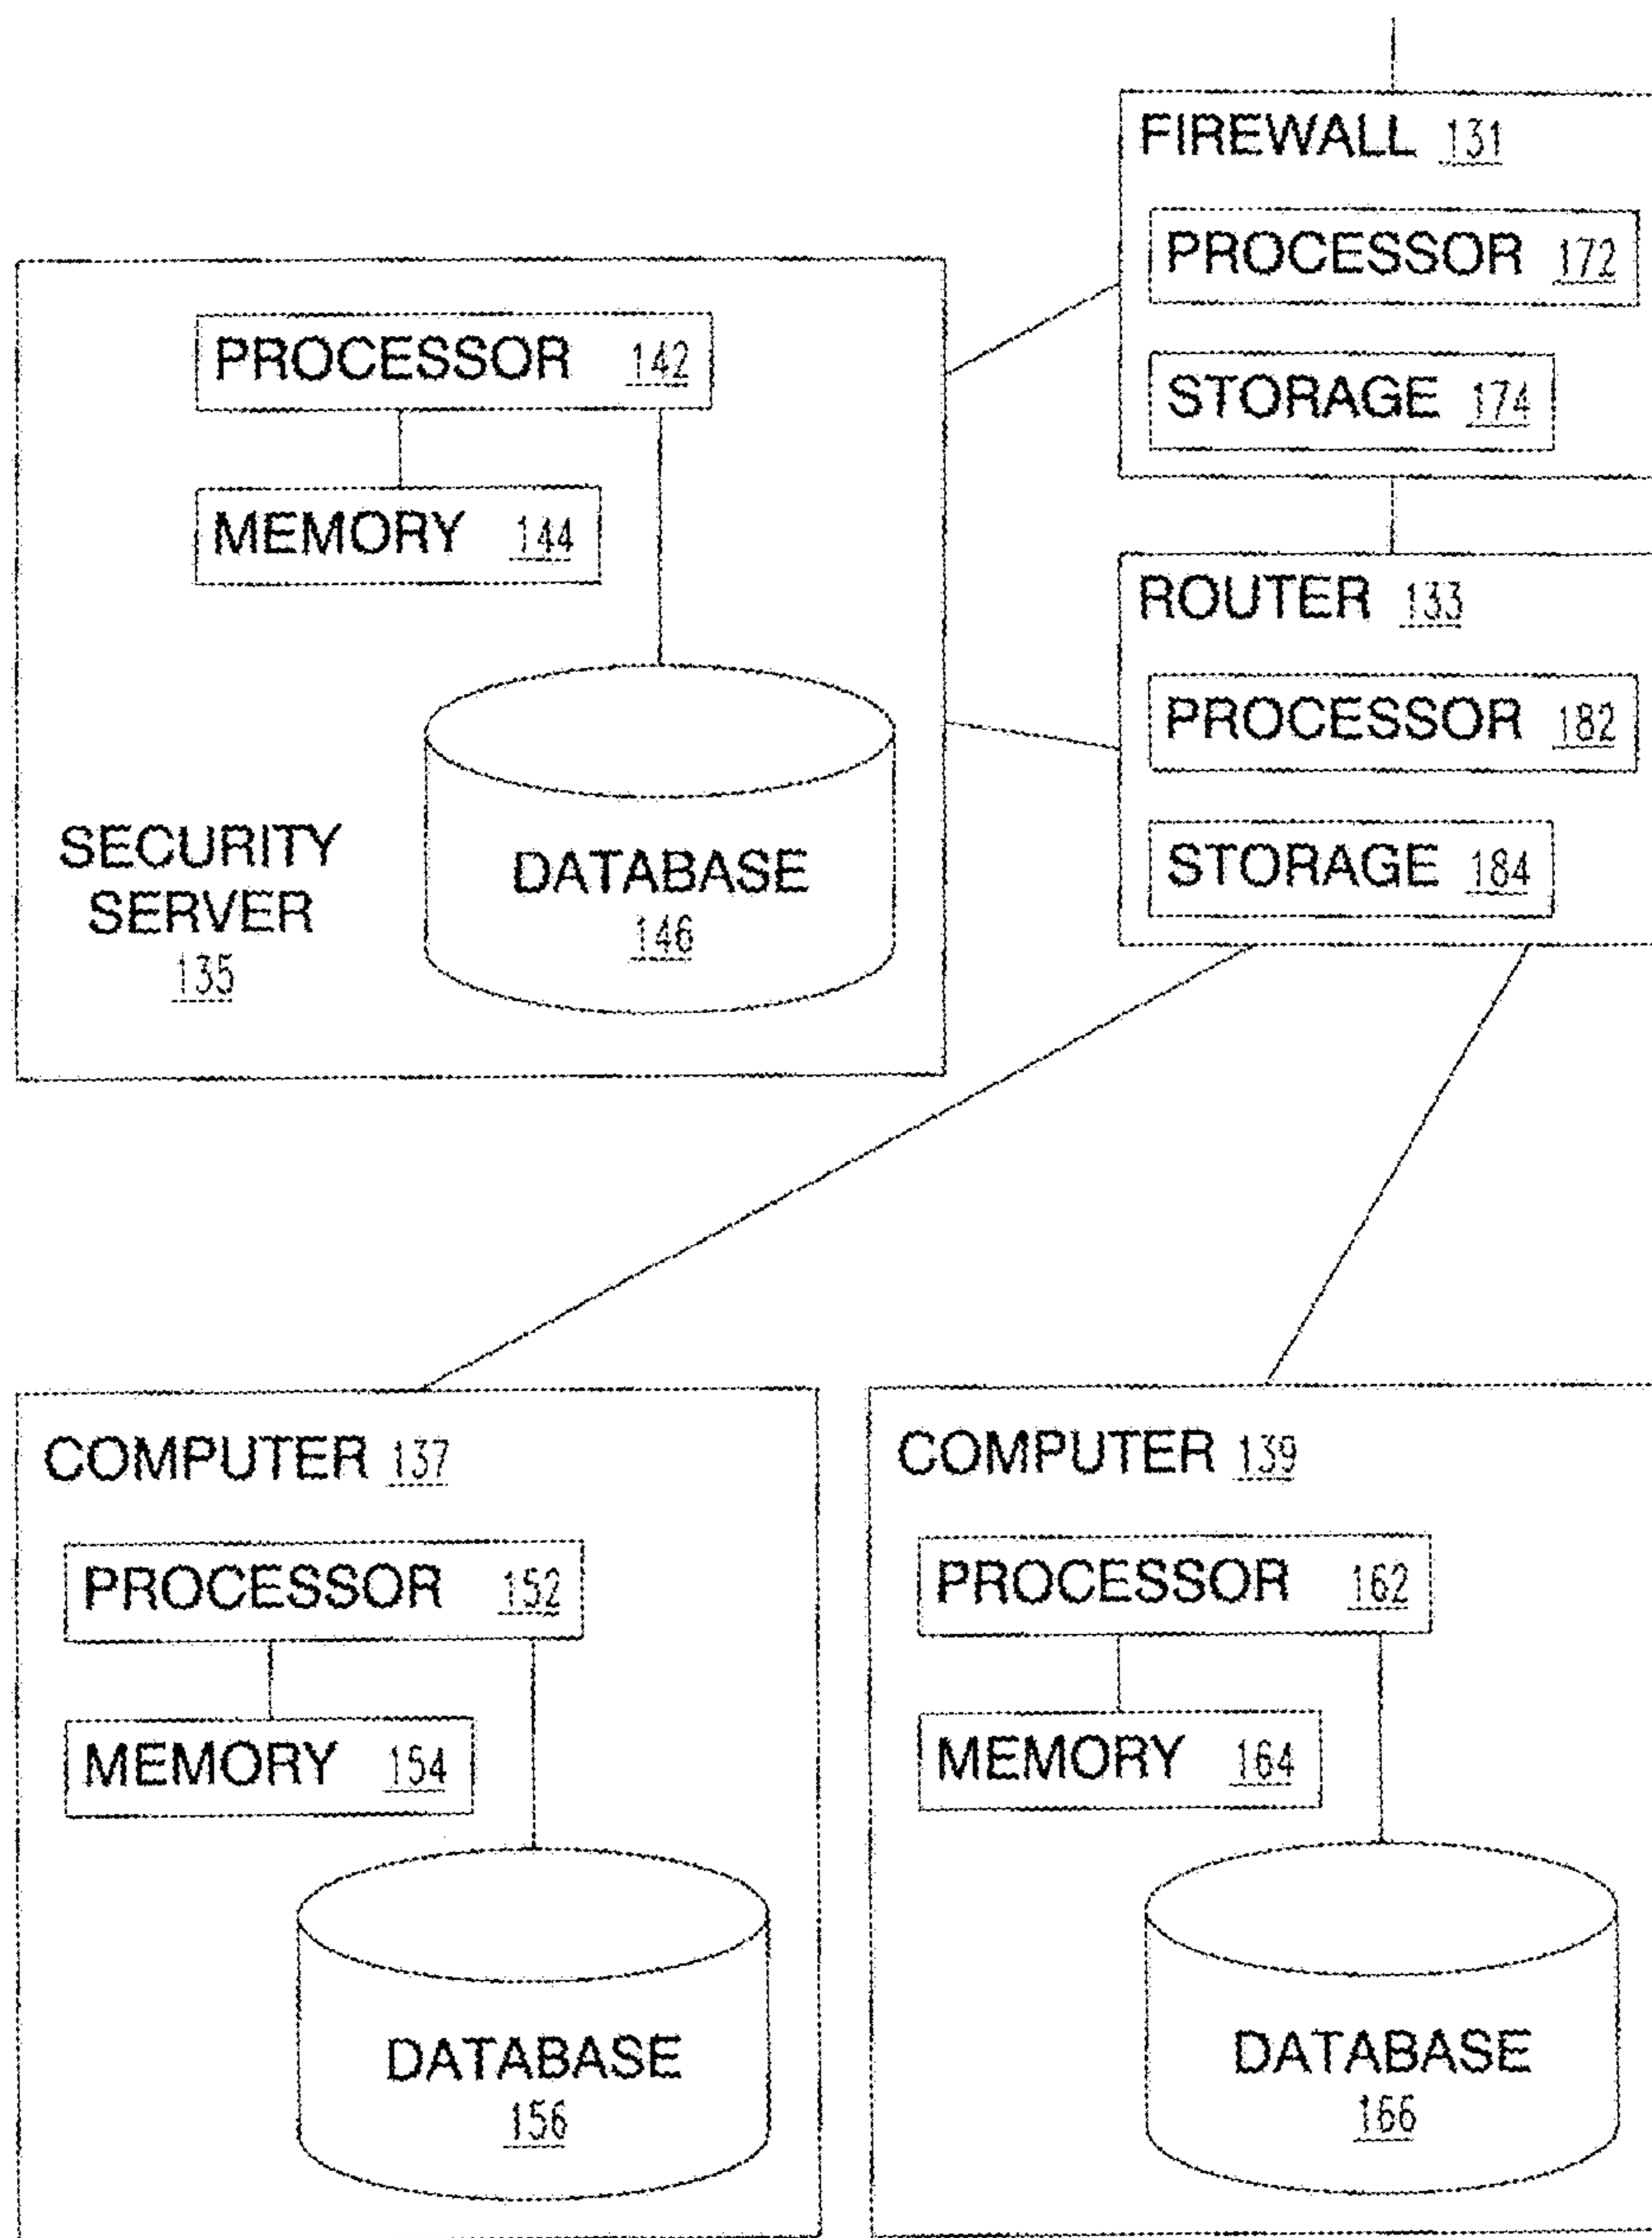 FIREWALL 131
PROCESSOR 172
STORAGE 174
PROCESSOR 142
MEMORY 144
DATABASE
146
SECURITY
SERVER
135
ROUTER 133
PROCESSOR 182
STORAGE 184
COMPUTER 137
PROCESSOR 152
MEMORY 154
DATABASE
156
COMPUTER 139
PROCESSOR 162
MEMORY 164
DATABASE
166